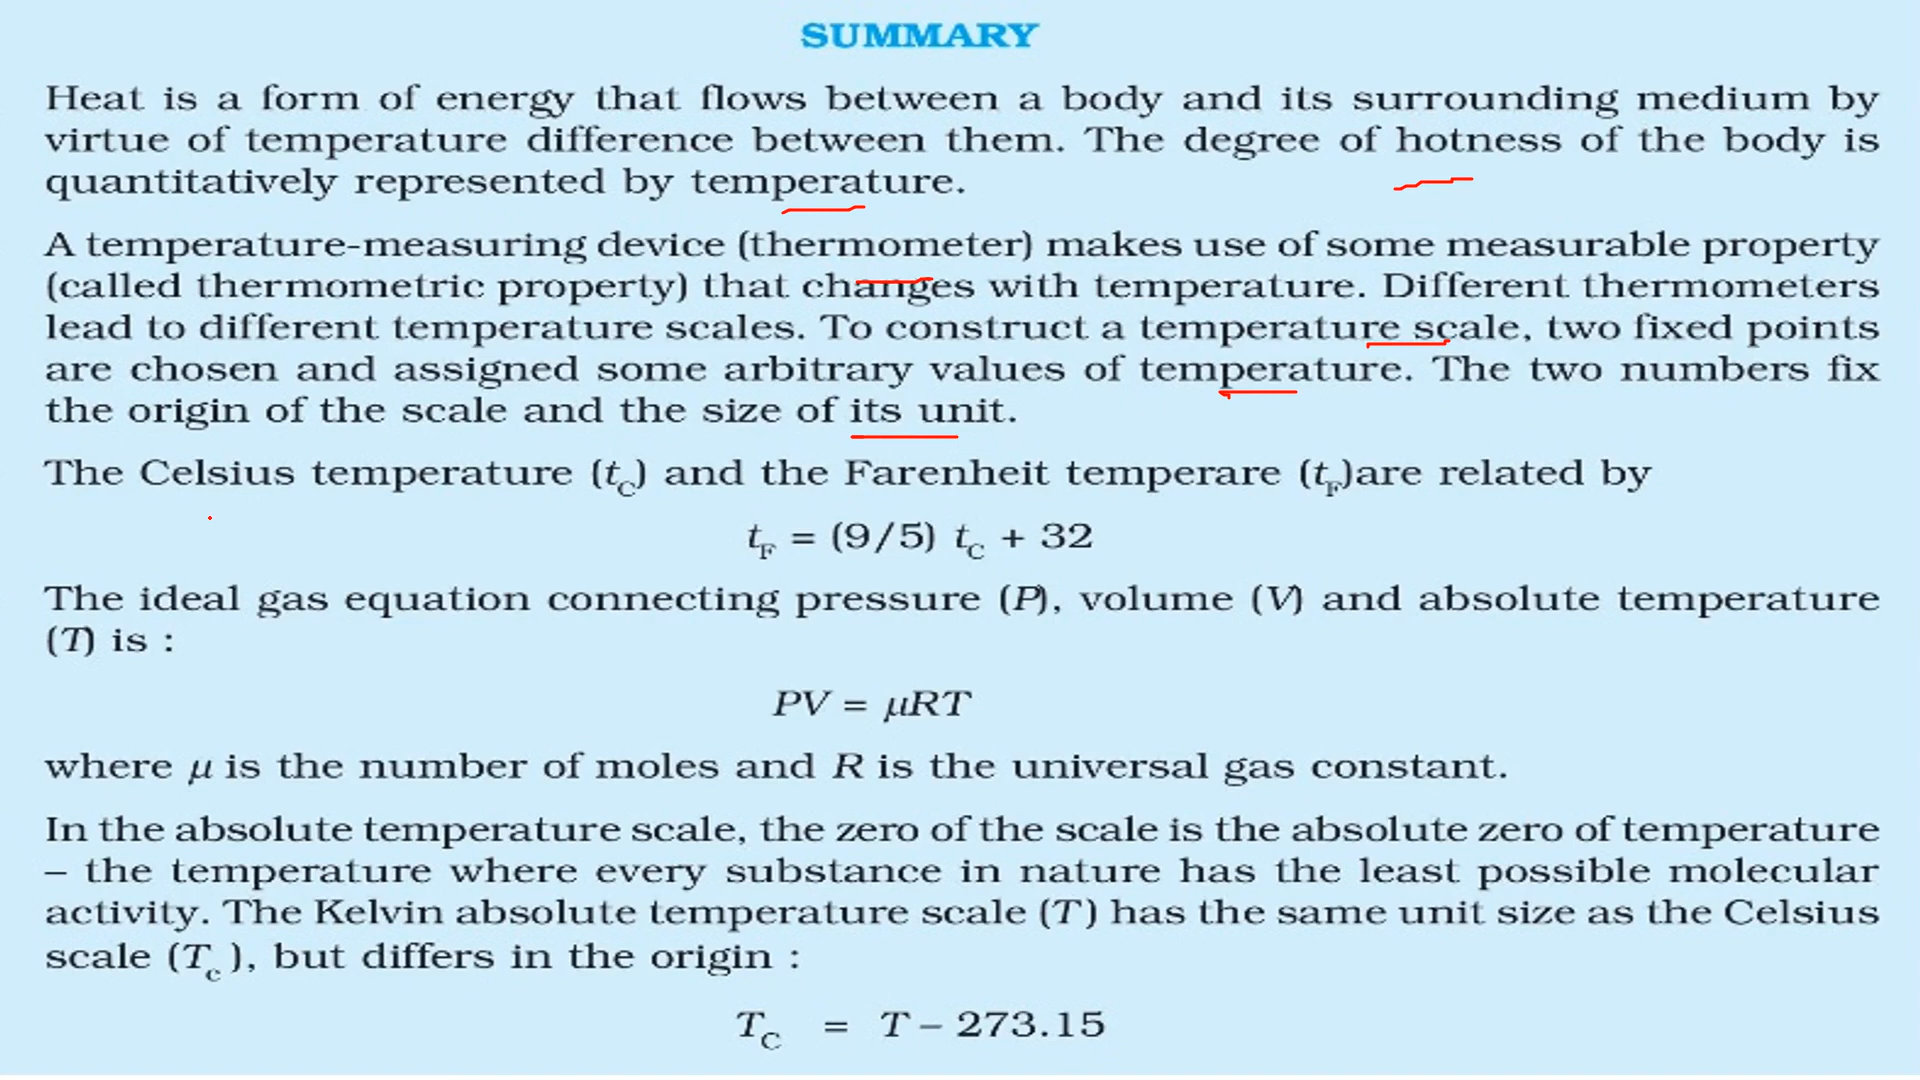 SUMMARY
Heat is a form of energy that flows between a body and its surrounding medium by
virtue of temperature difference between them. The degree of hotness of the body is
quantitatively represented by temperature.
A temperature-measuring device (thermometer) makes use of some measurable property
(called thermometric property) that changes with temperature. Different thermometers
lead to different temperature scales. To construct a temperature scale, two fixed points
are chosen and assigned some arbitrary values of temperature. The two numbers fix
the origin of the scale and the size of its unit.
The Celsius temperature (t_C) and the Farenheit temperare (t_F)are related by
t_F = (9/5) t_C + 32
The ideal gas equation connecting pressure (P), volume (V) and absolute temperature
(T) is :
PV = μRT
where μ is the number of moles and R is the universal gas constant.
In the absolute temperature scale, the zero of the scale is the absolute zero of temperature
– the temperature where every substance in nature has the least possible molecular
activity. The Kelvin absolute temperature scale (T ) has the same unit size as the Celsius
scale (T_c ), but differs in the origin :
T_C = T – 273.15